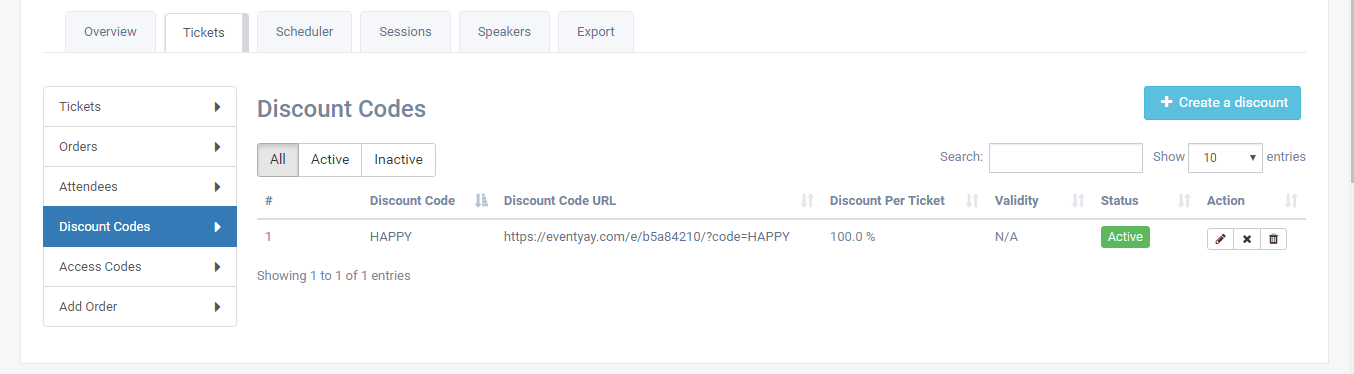 Overview Tickets Scheduler Sessions Speakers Export
Tickets
Orders
Attendees
Discount Codes
Access Codes
Add Order
Discount Codes
+ Create a discount
All Active Inactive
Search: Show 10 entries
# Discount Code Discount Code URL Discount Per Ticket Validity Status Action
1 HAPPY https://eventyay.com/e/b5a84210/?code=HAPPY 100.0 % N/A Active
Showing 1 to 1 of 1 entries